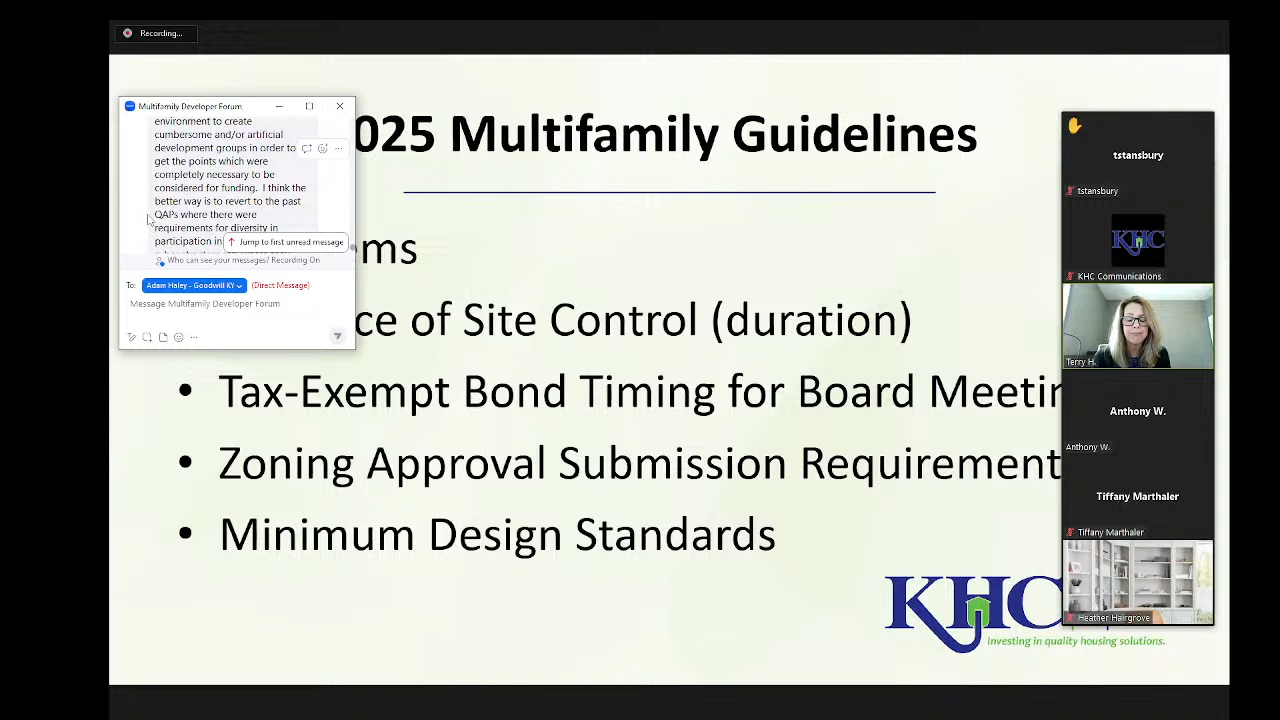 Recording...
Multifamily Developer Forum
environment to create
cumbersome and/or artificial
development groups in order to
get the points which were
completely necessary to be
considered for funding. I think the
better way is to revert to the past
QAPs where there were
requirements for diversity in
participation in
Jump to first unread message
Who can see your messages? Recording On
To: Adam Haley - Goodwill KY (Direct Message)
Message Multifamily Developer Forum
025 Multifamily Guidelines
ems
ce of Site Control (duration)
• Tax-Exempt Bond Timing for Board Meetin
• Zoning Approval Submission Requirement
• Minimum Design Standards
KHC
Investing in quality housing solutions.
tstansbury
tstansbury
KHC
KHC Communications
Terry H.
Anthony W.
Anthony W.
Tiffany Marthaler
Tiffany Marthaler
Heather Hairgrove